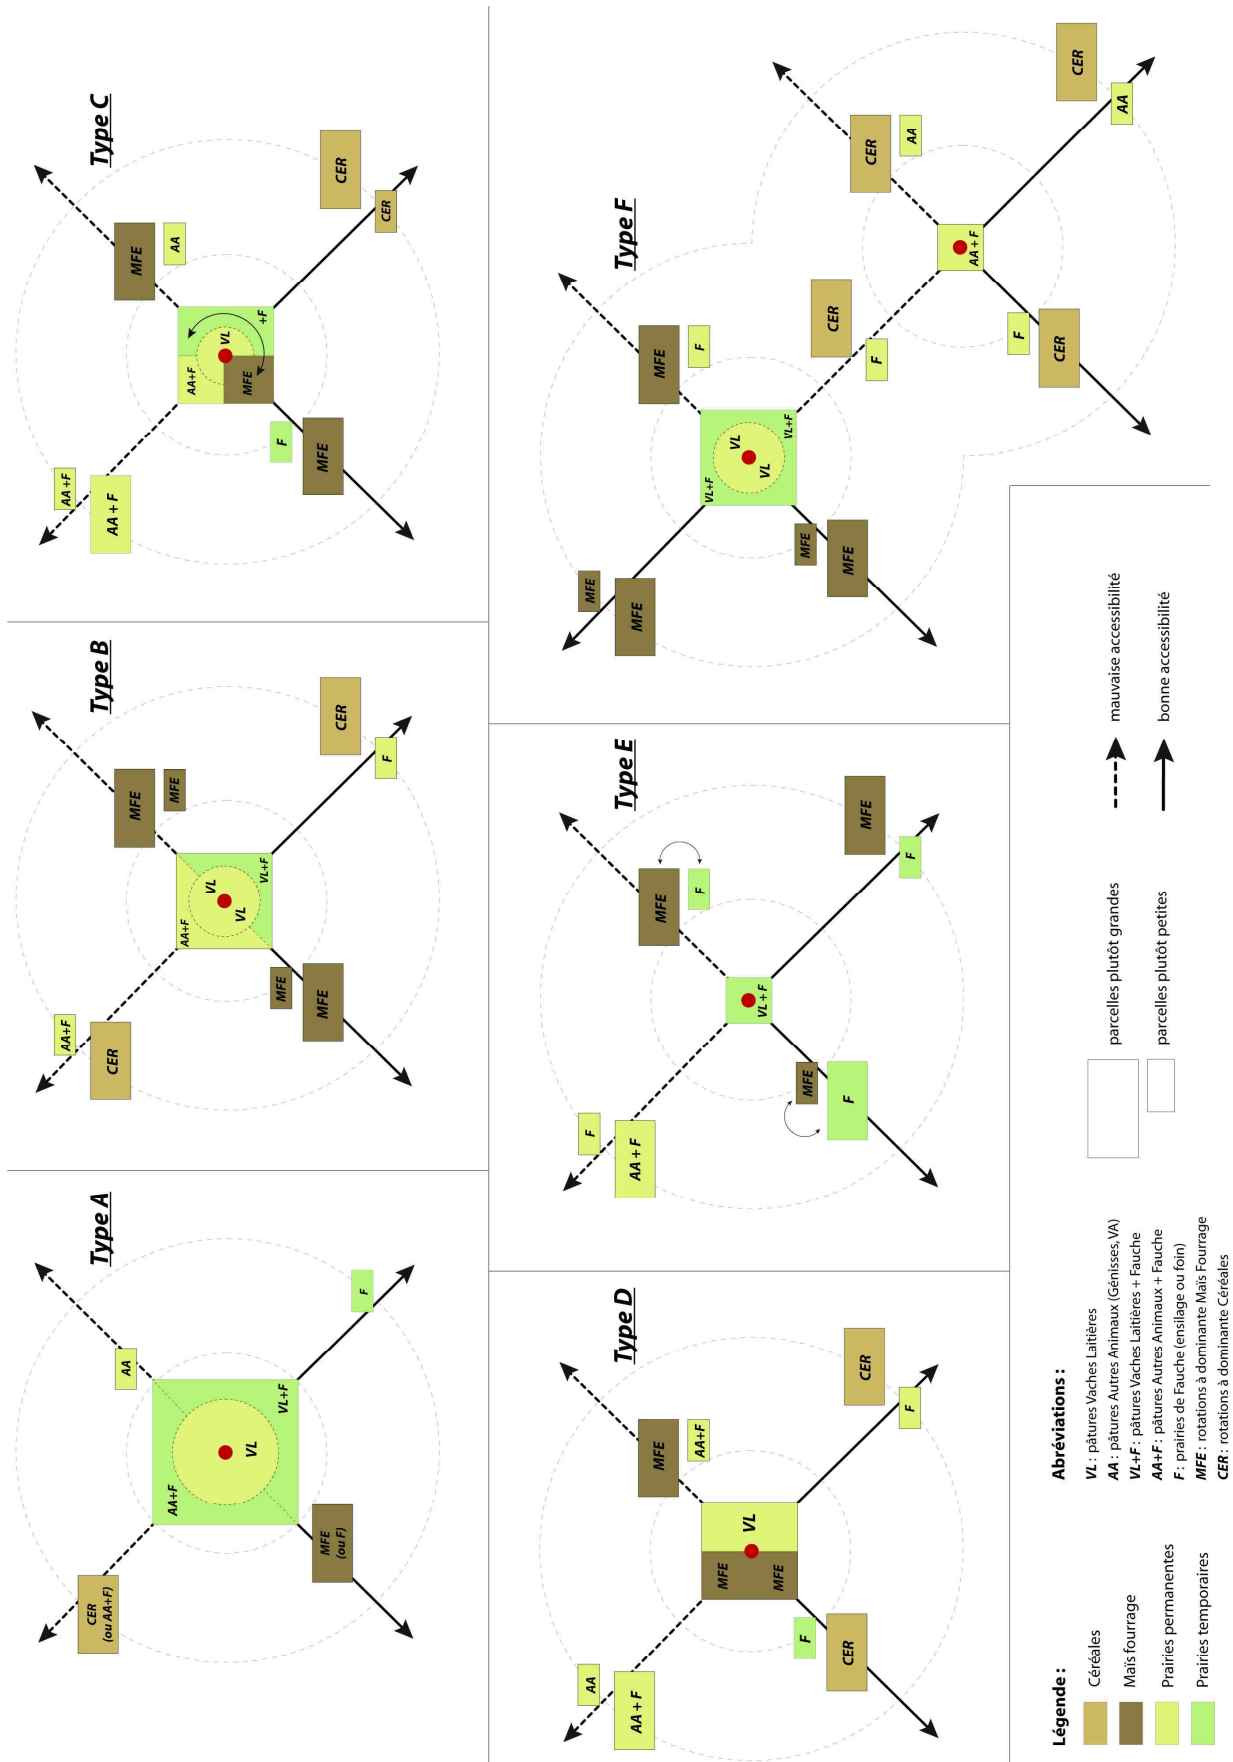 Type A
CER
(ou AA+F)
AA
AA+F
VL
VL+F
MFE
(ou F)
F
Type B
AA+F
CER
MFE
MFE
AA+F
VL
VL
VL+F
MFE
MFE
CER
F
Type C
AA+F
AA + F
MFE
AA
AA+F
VL
MFE
+F
F
MFE
CER
CER
Type D
AA
AA + F
MFE
AA+F
MFE
VL
MFE
F
CER
CER
F
Type E
F
AA + F
MFE
F
VL + F
MFE
F
MFE
F
Type F
MFE
MFE
MFE
F
VL+F
VL
VL
VL+F
MFE
MFE
CER
F
CER
AA
AA + F
F
CER
CER
AA
Légende :
Céréales
Maïs fourrage
Prairies permanentes
Prairies temporaires
Abréviations :
VL : pâtures Vaches Laitières
AA : pâtures Autres Animaux (Génisses, VA)
VL+F : pâtures Vaches Laitières + Fauche
AA+F : pâtures Autres Animaux + Fauche
F : prairies de Fauche (ensilage ou foin)
MFE : rotations à dominante Maïs Fourrage
CER : rotations à dominante Céréales
parcelles plutôt grandes
parcelles plutôt petites
mauvaise accessibilité
bonne accessibilité